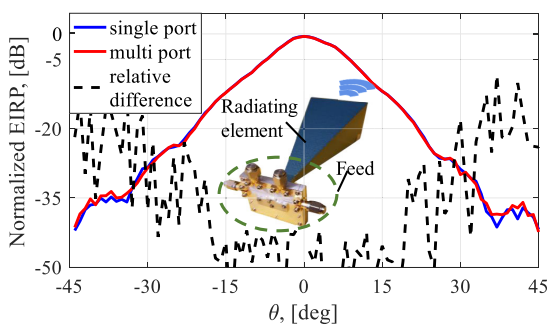 single port
multi port
relative
difference
Radiating
element
Feed
Normalized EIRP, [dB]
0
-5
-20
-35
-50
-44 -30 -15 0 15 30 45
θ, [deg]